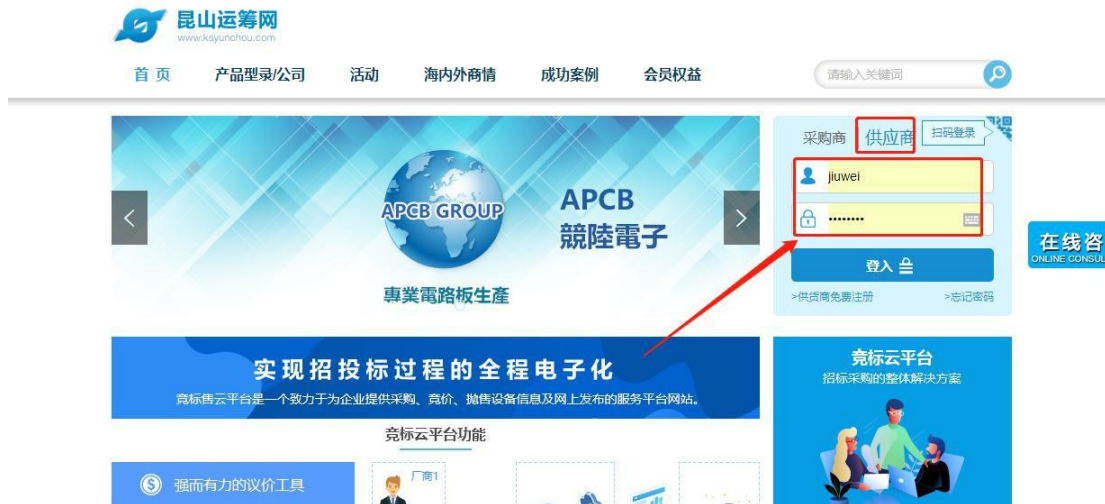 昆山运筹网
www.ksyunchou.com
首 页 产品型录/公司 活动 海内外商情 成功案例 会员权益 请输入关键词
采购商 供应商 扫码登录
jiuwei
APCB GROUP
APCB
競陸電子
專業電路板生產
登入
>供货商免费注册 >忘记密码
在线咨
ONLINE CONSUL
实现招投标过程的全程电子化
竞标售云平台是一个致力于为企业提供采购、竞价、抛售设备信息及网上发布的服务平台网站。
竞标云平台
招标采购的整体解决方案
竞标云平台功能
强而有力的议价工具
厂商1